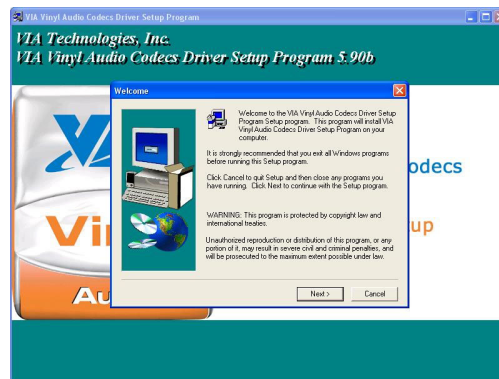 VIA Vinyl Audio Codecs Driver Setup Program
VIA Technologies, Inc.
VIA Vinyl Audio Codecs Driver Setup Program 5.90b
Welcome
Welcome to the VIA Vinyl Audio Codecs Driver Setup
Program Setup program. This program will install VIA
Vinyl Audio Codecs Driver Setup Program on your
computer.
It is strongly recommended that you exit all Windows programs
before running this Setup program.
Click Cancel to quit Setup and then close any programs you
have running. Click Next to continue with the Setup program.
WARNING: This program is protected by copyright law and
international treaties.
Unauthorized reproduction or distribution of this program, or any
portion of it, may result in severe civil and criminal penalties, and
will be prosecuted to the maximum extent possible under law.
Next >
Cancel
odecs
Vi
up
Au